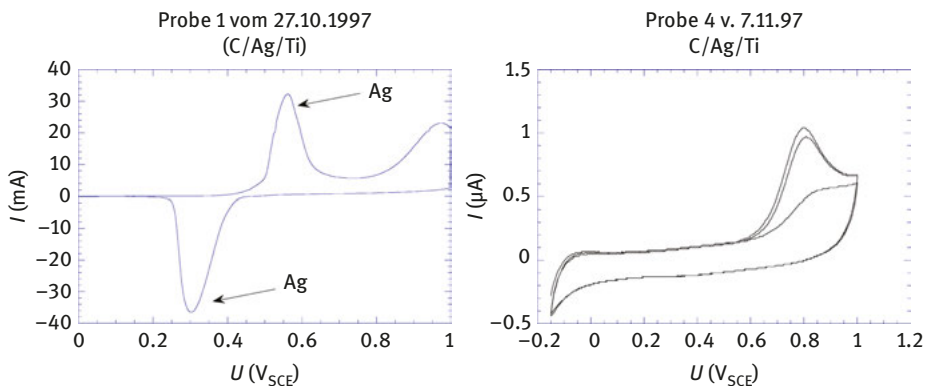 Probe 1 vom 27.10.1997
(C/Ag/Ti)
40
30
20
10
0
−10
−20
−30
−40
I (mA)
Ag
Ag
0
0.2
0.4
0.6
0.8
1
U (V_SCE)
Probe 4 v. 7.11.97
C/Ag/Ti
1.5
1
0.5
0
−0.5
I (μA)
−0.2
0
0.2
0.4
0.6
0.8
1
1.2
U (V_SCE)